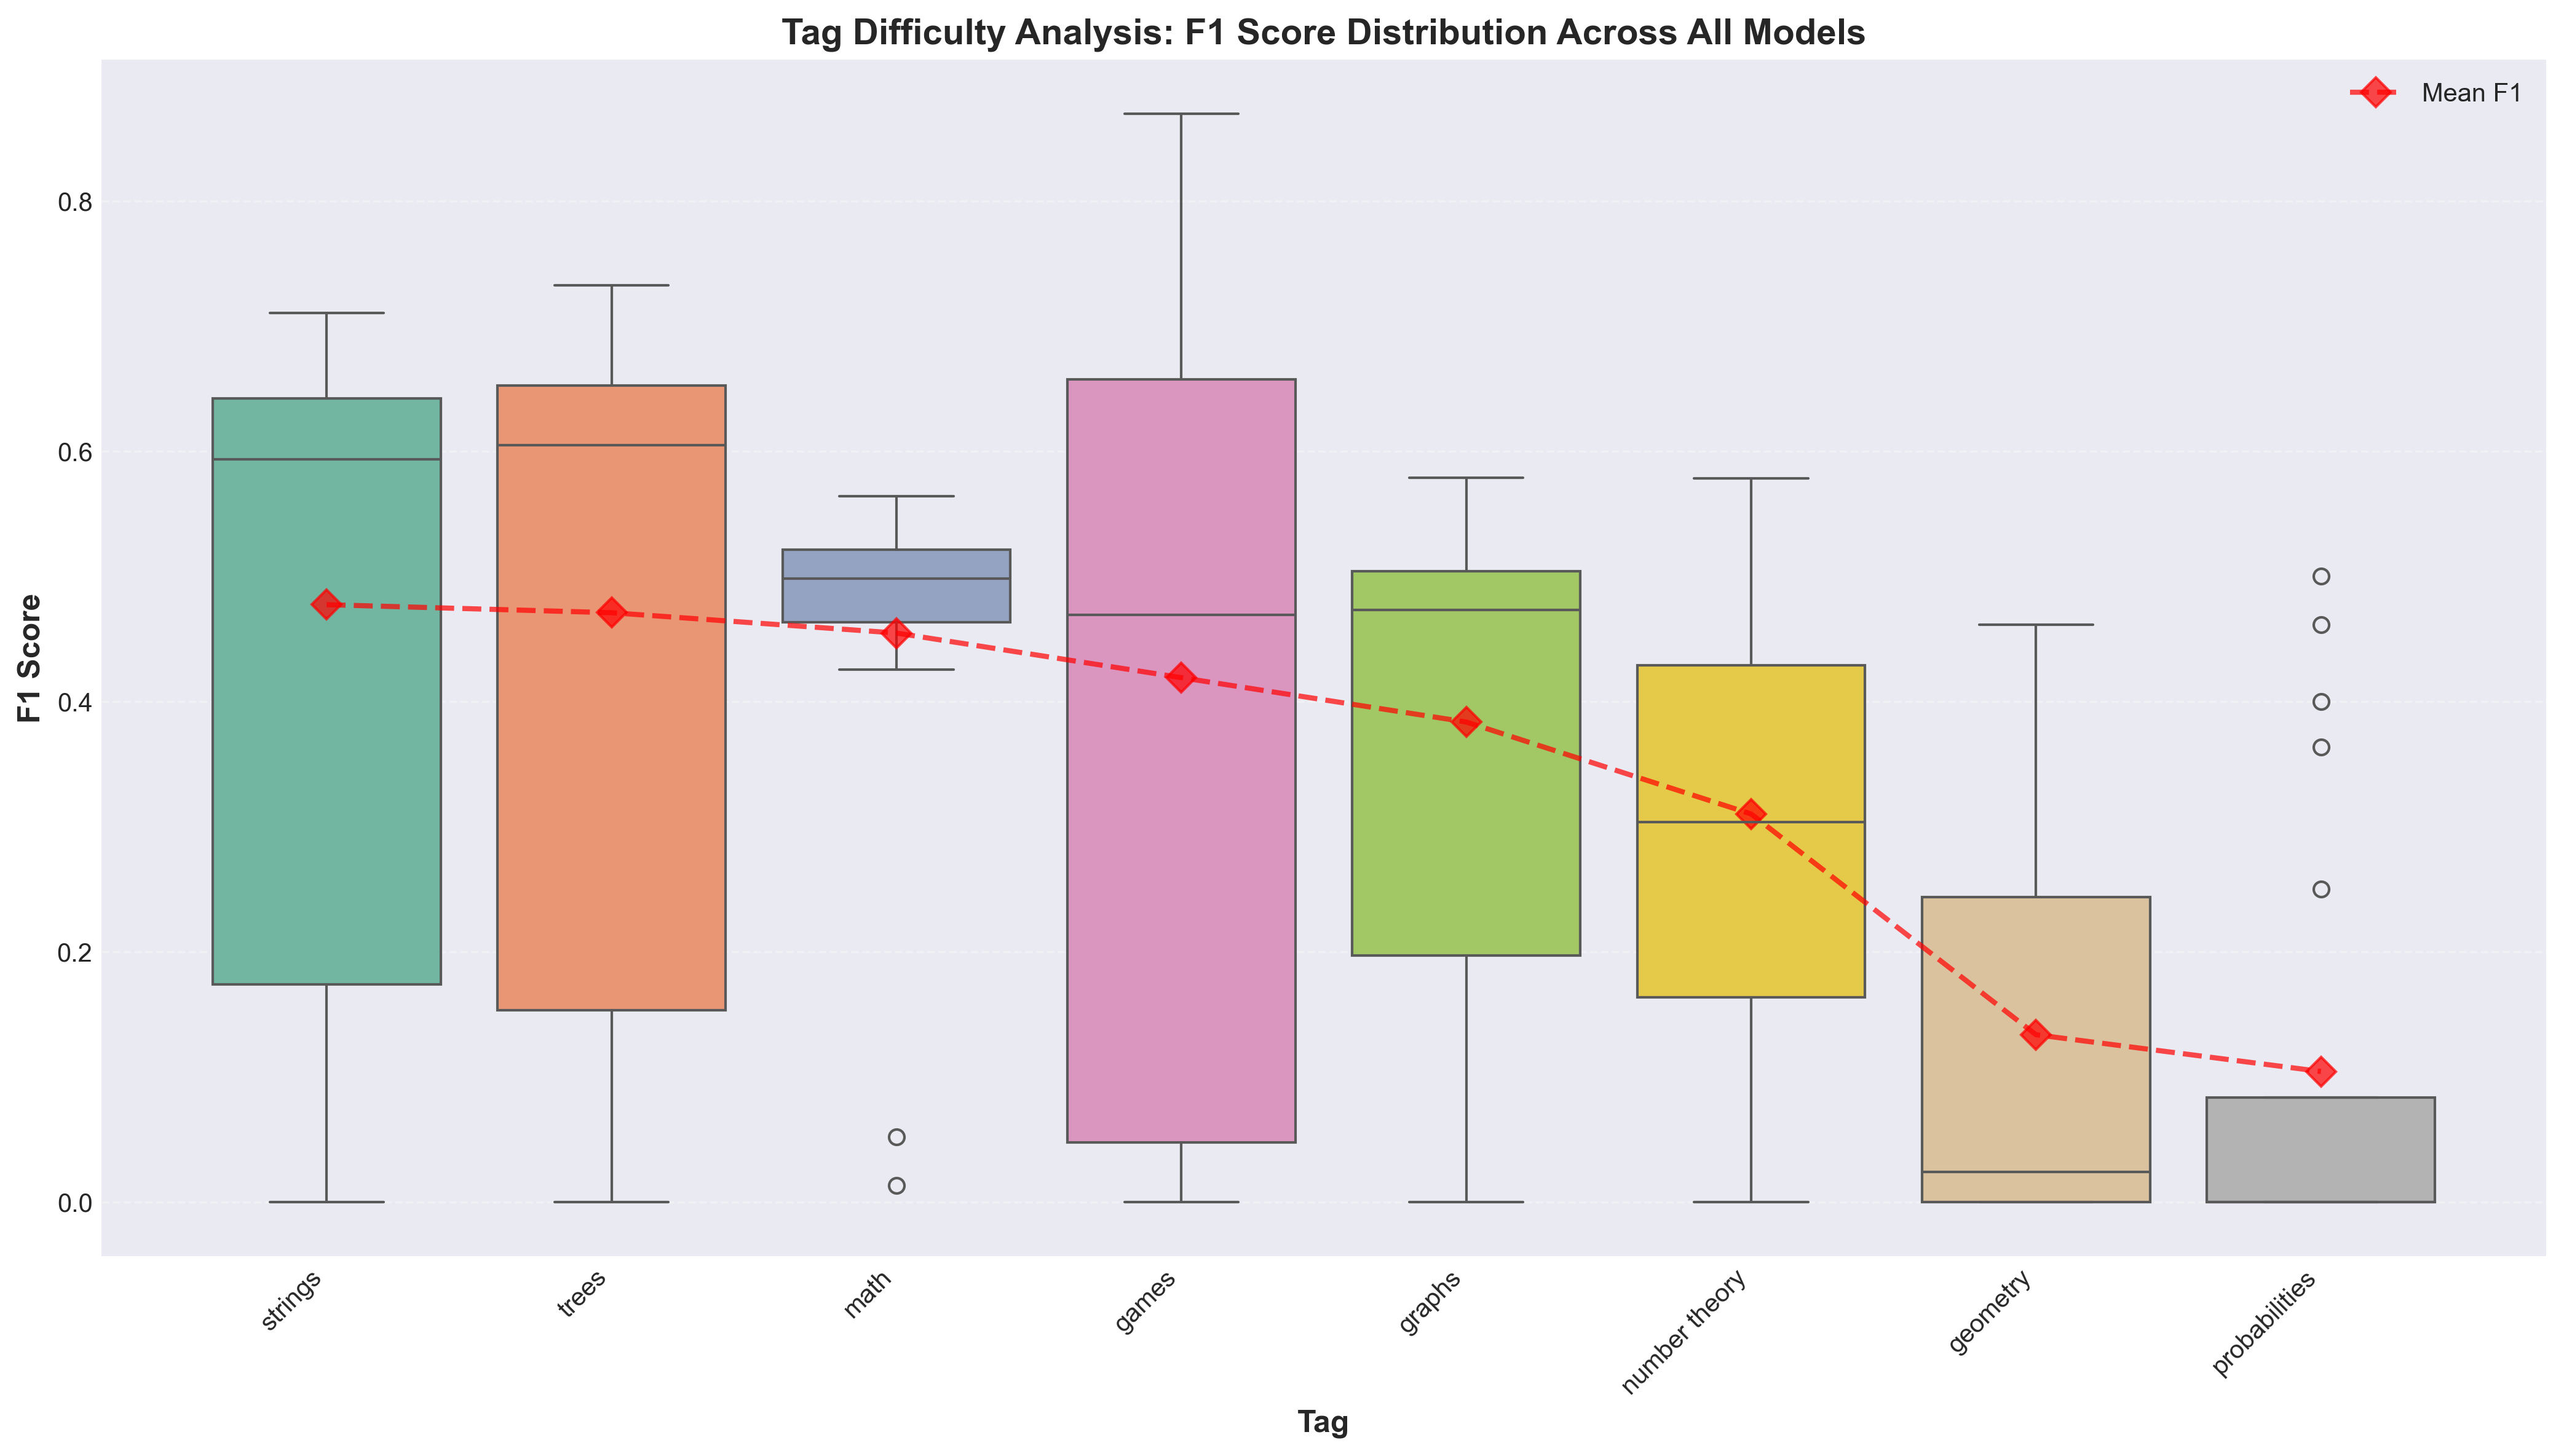 Tag Difficulty Analysis: F1 Score Distribution Across All Models
Mean F1
F1 Score
0.8
0.6
0.4
0.2
0.0
strings
trees
math
games
graphs
number theory
geometry
probabilities
Tag